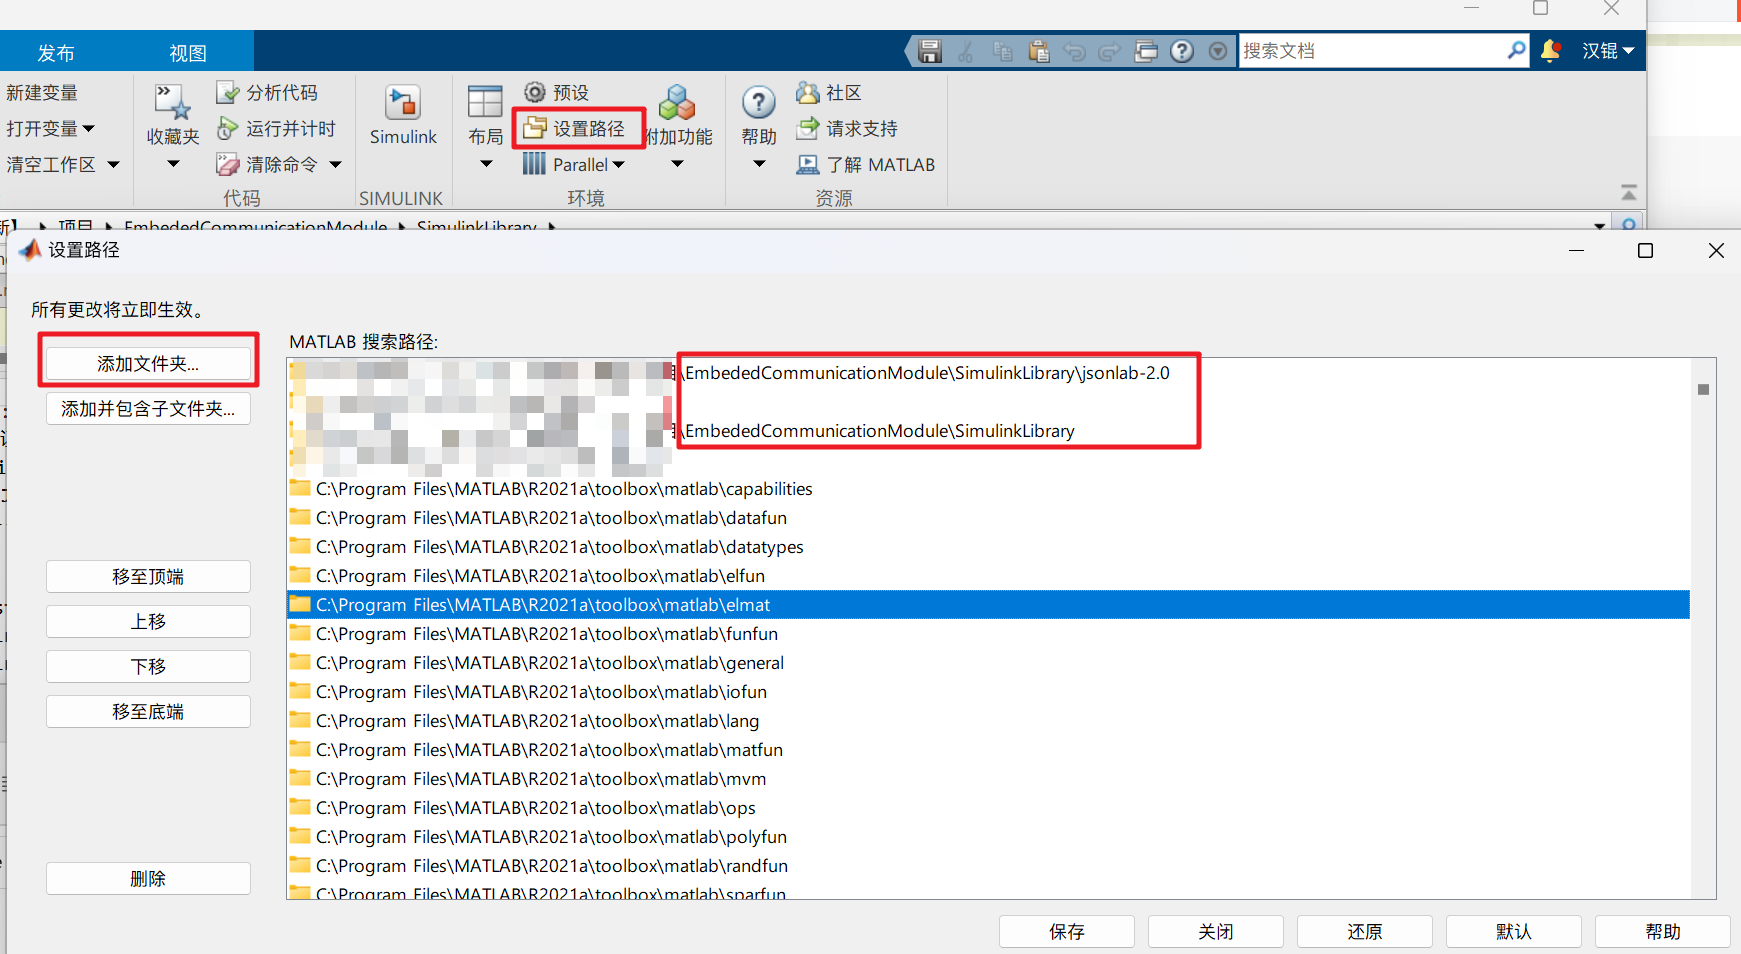 发布 视图 搜索文档 汉锟
新建变量 分析代码 预设 社区
打开变量 收藏夹 运行并计时 Simulink 布局 设置路径 附加功能 帮助 请求支持
清空工作区 清除命令 Parallel 了解 MATLAB
代码 SIMULINK 环境 资源
项目 EmbededCommunicationModule SimulinkLibrary
设置路径
所有更改将立即生效。
MATLAB 搜索路径:
添加文件夹...
添加并包含子文件夹...
移至顶端
上移
下移
移至底端
删除
\EmbededCommunicationModule\SimulinkLibrary\jsonlab-2.0
\EmbededCommunicationModule\SimulinkLibrary
C:\Program Files\MATLAB\R2021a\toolbox\matlab\capabilities
C:\Program Files\MATLAB\R2021a\toolbox\matlab\datafun
C:\Program Files\MATLAB\R2021a\toolbox\matlab\datatypes
C:\Program Files\MATLAB\R2021a\toolbox\matlab\elfun
C:\Program Files\MATLAB\R2021a\toolbox\matlab\elmat
C:\Program Files\MATLAB\R2021a\toolbox\matlab\funfun
C:\Program Files\MATLAB\R2021a\toolbox\matlab\general
C:\Program Files\MATLAB\R2021a\toolbox\matlab\iofun
C:\Program Files\MATLAB\R2021a\toolbox\matlab\lang
C:\Program Files\MATLAB\R2021a\toolbox\matlab\matfun
C:\Program Files\MATLAB\R2021a\toolbox\matlab\mvm
C:\Program Files\MATLAB\R2021a\toolbox\matlab\ops
C:\Program Files\MATLAB\R2021a\toolbox\matlab\polyfun
C:\Program Files\MATLAB\R2021a\toolbox\matlab\randfun
C:\Program Files\MATLAB\R2021a\toolbox\matlab\sparfun
保存 关闭 还原 默认 帮助